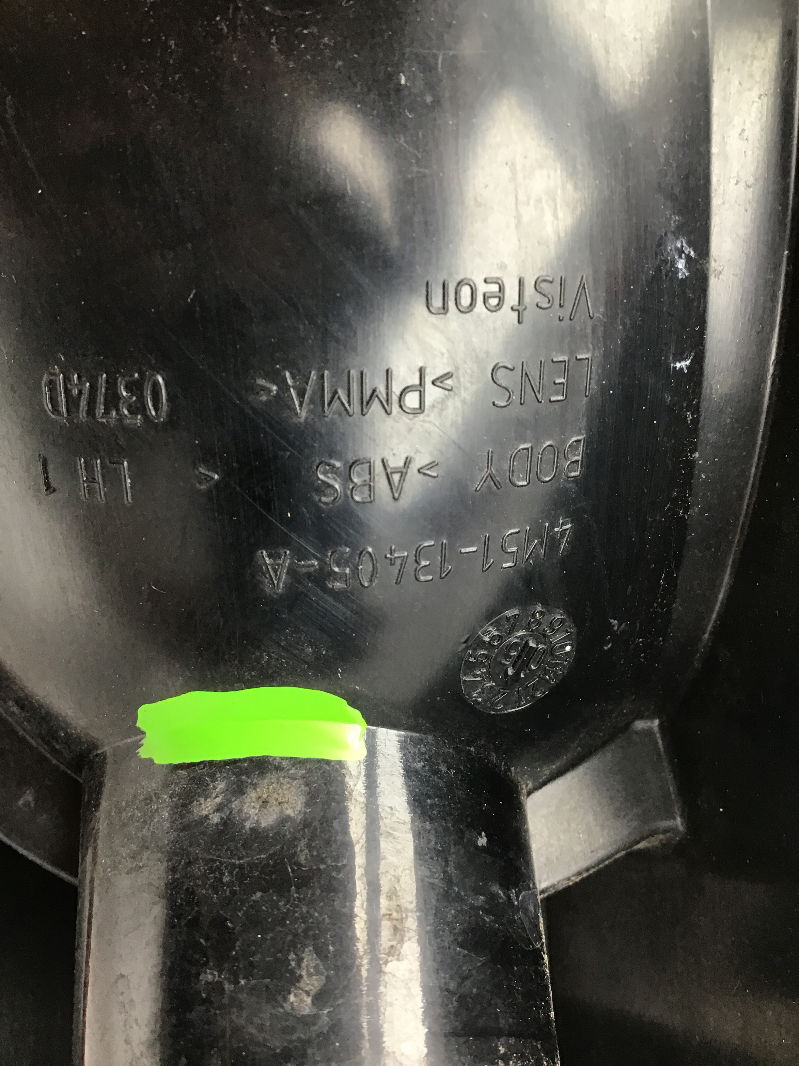 4M51-13405-A
BODY >ABS < LH 1
LENS >PMMA< 0374D
Visteon